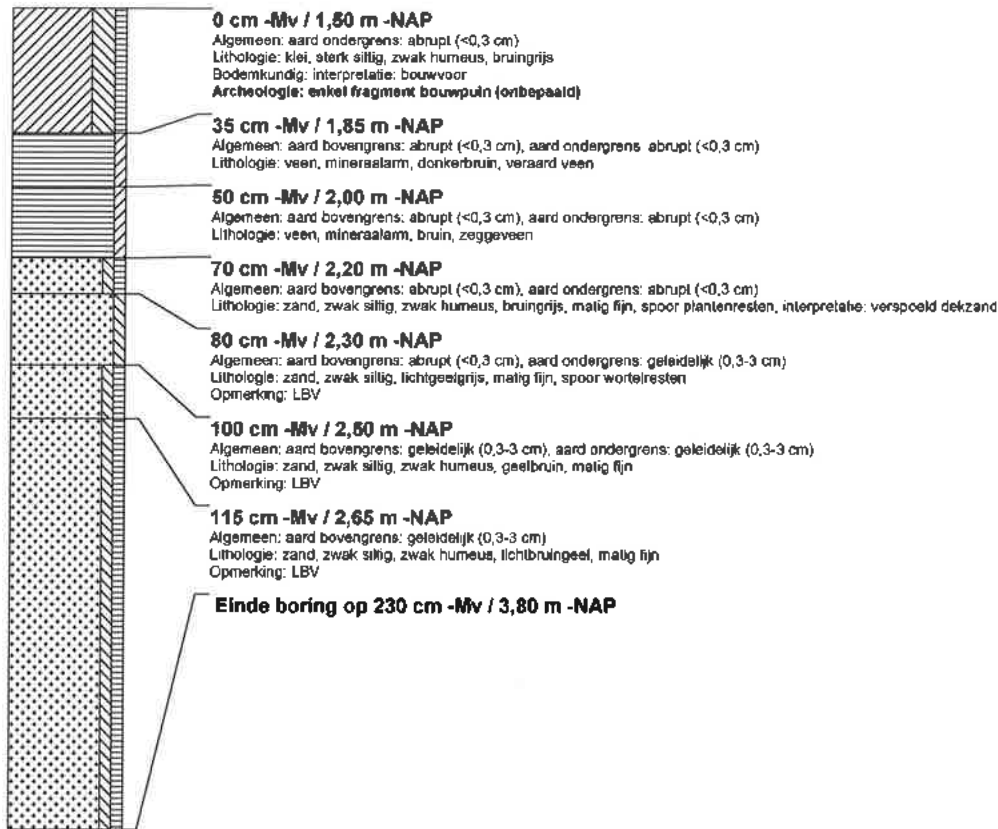 0 cm -Mv / 1,50 m -NAP
Algemeen: aard ondergrens: abrupt (<0,3 cm)
Lithologie: klei, sterk siltig, zwak humeus, bruingrijs
Bodemkundig: interpretatie: bouwvoor
Archeologie: enkel fragment bouwpuin (onbepaald)
35 cm -Mv / 1,85 m -NAP
Algemeen: aard bovengrens: abrupt (<0,3 cm), aard ondergrens: abrupt (<0,3 cm)
Lithologie: veen, mineraalarm, donkerbruin, veraard veen
50 cm -Mv / 2,00 m -NAP
Algemeen: aard bovengrens: abrupt (<0,3 cm), aard ondergrens: abrupt (<0,3 cm)
Lithologie: veen, mineraalarm, bruin, zeggeveen
70 cm -Mv / 2,20 m -NAP
Algemeen: aard bovengrens: abrupt (<0,3 cm), aard ondergrens: abrupt (<0,3 cm)
Lithologie: zand, zwak siltig, zwak humeus, bruingrijs, matig fijn, spoor plantenresten, interpretatie: verspoeld dekzand
80 cm -Mv / 2,30 m -NAP
Algemeen: aard bovengrens: abrupt (<0,3 cm), aard ondergrens: geleidelijk (0,3-3 cm)
Lithologie: zand, zwak siltig, lichtgeelgrijs, matig fijn, spoor wortelresten
Opmerking: LBV
100 cm -Mv / 2,50 m -NAP
Algemeen: aard bovengrens: geleidelijk (0,3-3 cm), aard ondergrens: geleidelijk (0,3-3 cm)
Lithologie: zand, zwak siltig, zwak humeus, geelbruin, matig fijn
Opmerking: LBV
115 cm -Mv / 2,65 m -NAP
Algemeen: aard bovengrens: geleidelijk (0,3-3 cm)
Lithologie: zand, zwak siltig, zwak humeus, lichtbruingeel, matig fijn
Opmerking: LBV
Einde boring op 230 cm -Mv / 3,80 m -NAP